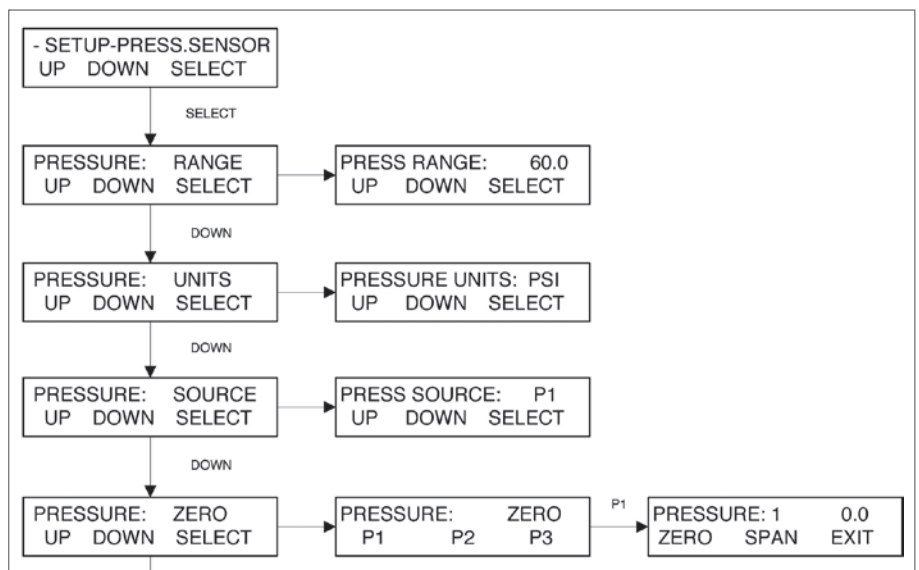 - SETUP-PRESS.SENSOR
UP DOWN SELECT
SELECT
PRESSURE: RANGE
UP DOWN SELECT
PRESS RANGE: 60.0
UP DOWN SELECT
DOWN
PRESSURE: UNITS
UP DOWN SELECT
PRESSURE UNITS: PSI
UP DOWN SELECT
DOWN
PRESSURE: SOURCE
UP DOWN SELECT
PRESS SOURCE: P1
UP DOWN SELECT
DOWN
PRESSURE: ZERO
UP DOWN SELECT
PRESSURE: ZERO
P1 P2 P3
P1
PRESSURE: 1 0.0
ZERO SPAN EXIT